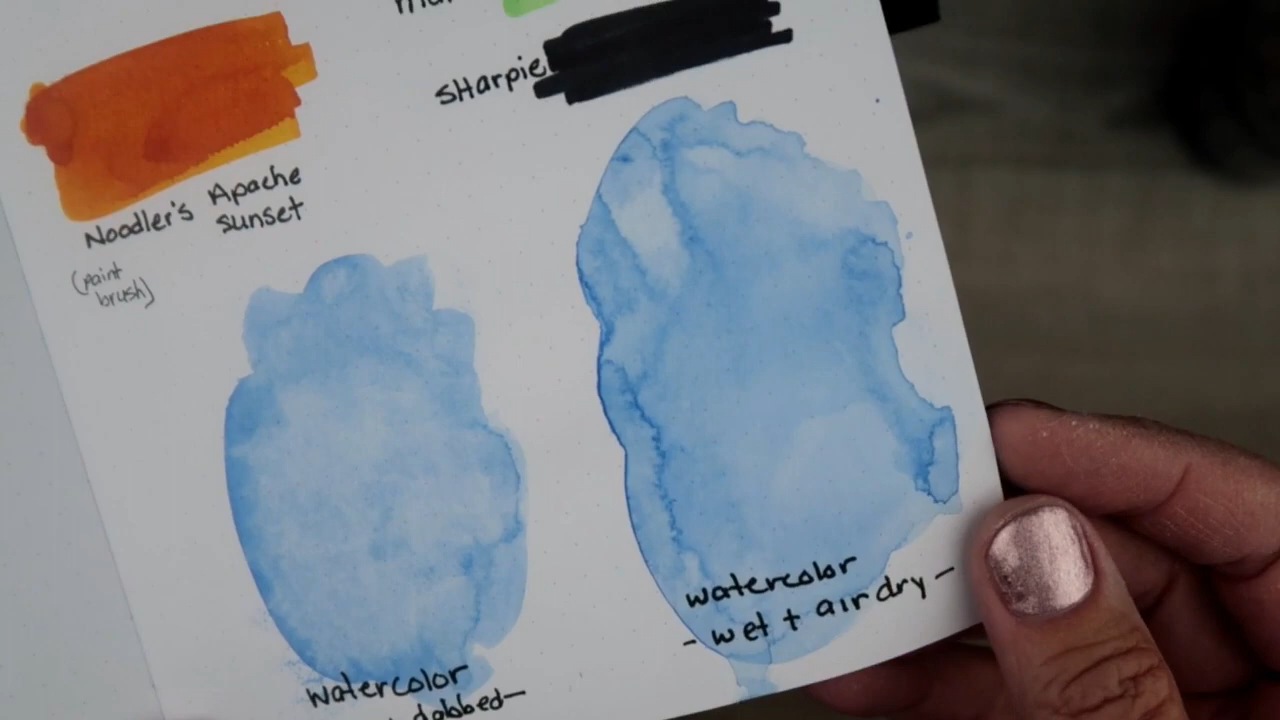 SHarpie
Noodler's Apache
sunset
(paint
brush)
watercolor
- wet + air dry -
watercolor
dabbed-